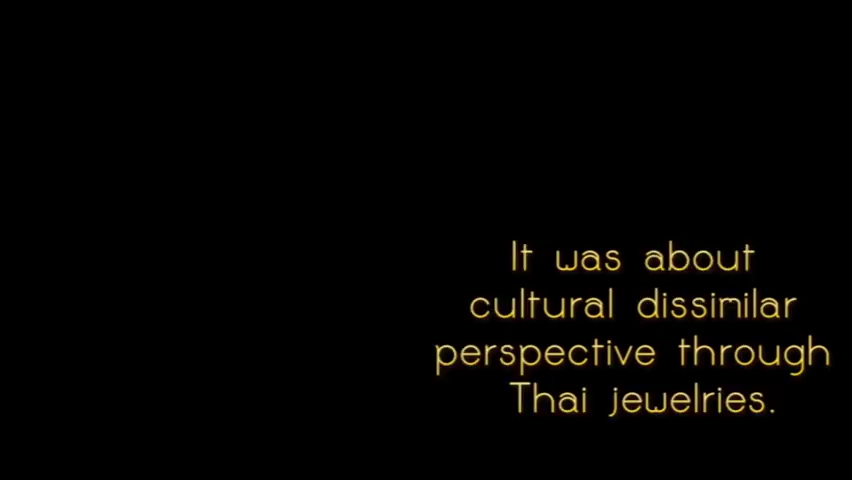 It was about
cultural dissimilar
perspective through
Thai jewelries.